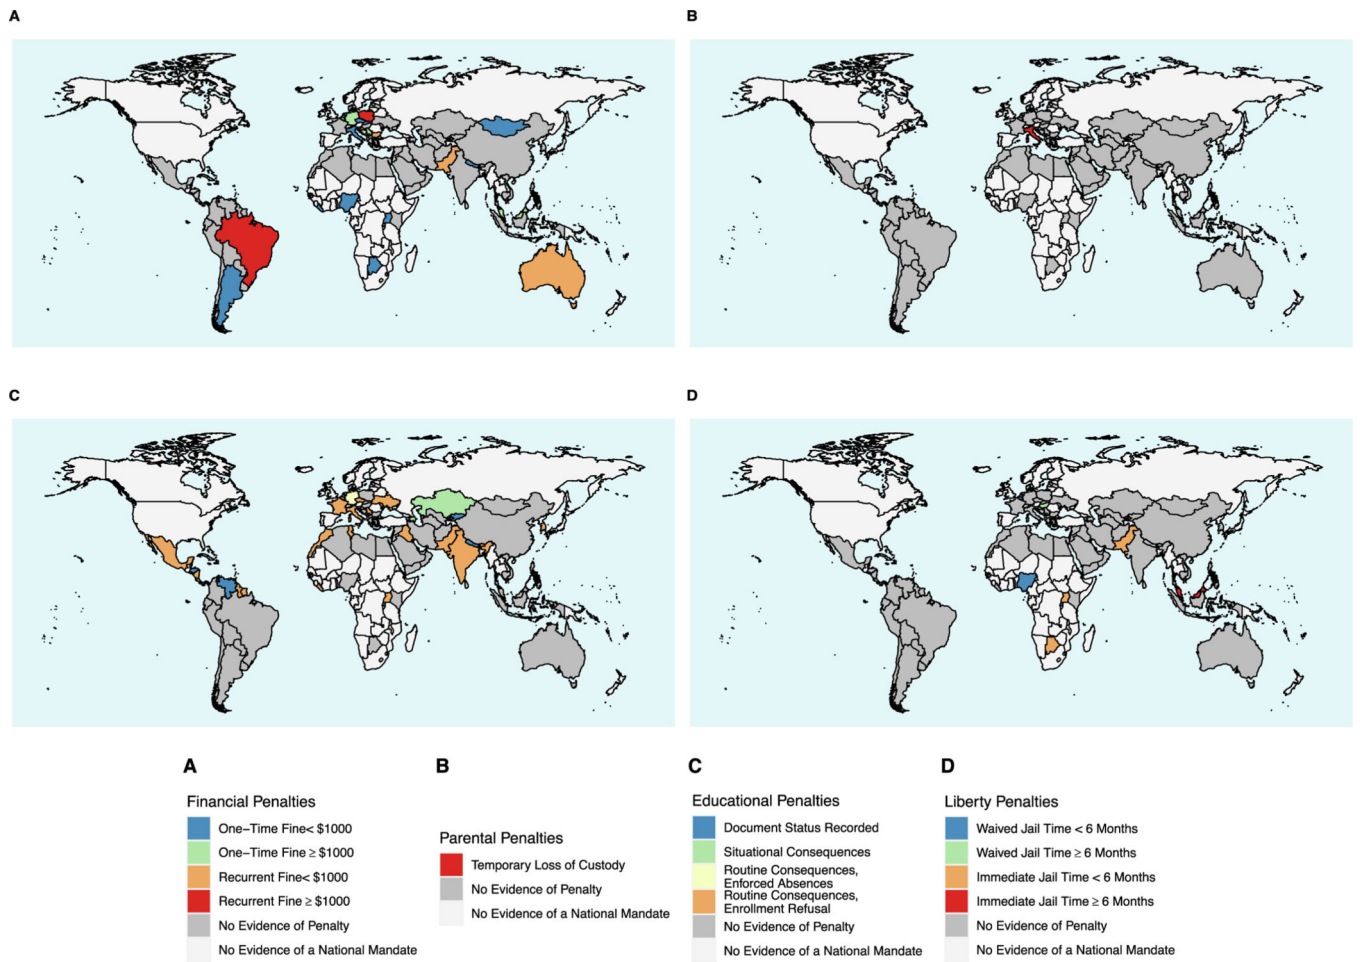 A
B
C
D
A
Financial Penalties
One-Time Fine< $1000
One-Time Fine ≥ $1000
Recurrent Fine< $1000
Recurrent Fine ≥ $1000
No Evidence of Penalty
No Evidence of a National Mandate
B
Parental Penalties
Temporary Loss of Custody
No Evidence of Penalty
No Evidence of a National Mandate
C
Educational Penalties
Document Status Recorded
Situational Consequences
Routine Consequences,
Enforced Absences
Routine Consequences,
Enrollment Refusal
No Evidence of Penalty
No Evidence of a National Mandate
D
Liberty Penalties
Waived Jail Time < 6 Months
Waived Jail Time ≥ 6 Months
Immediate Jail Time < 6 Months
Immediate Jail Time ≥ 6 Months
No Evidence of Penalty
No Evidence of a National Mandate